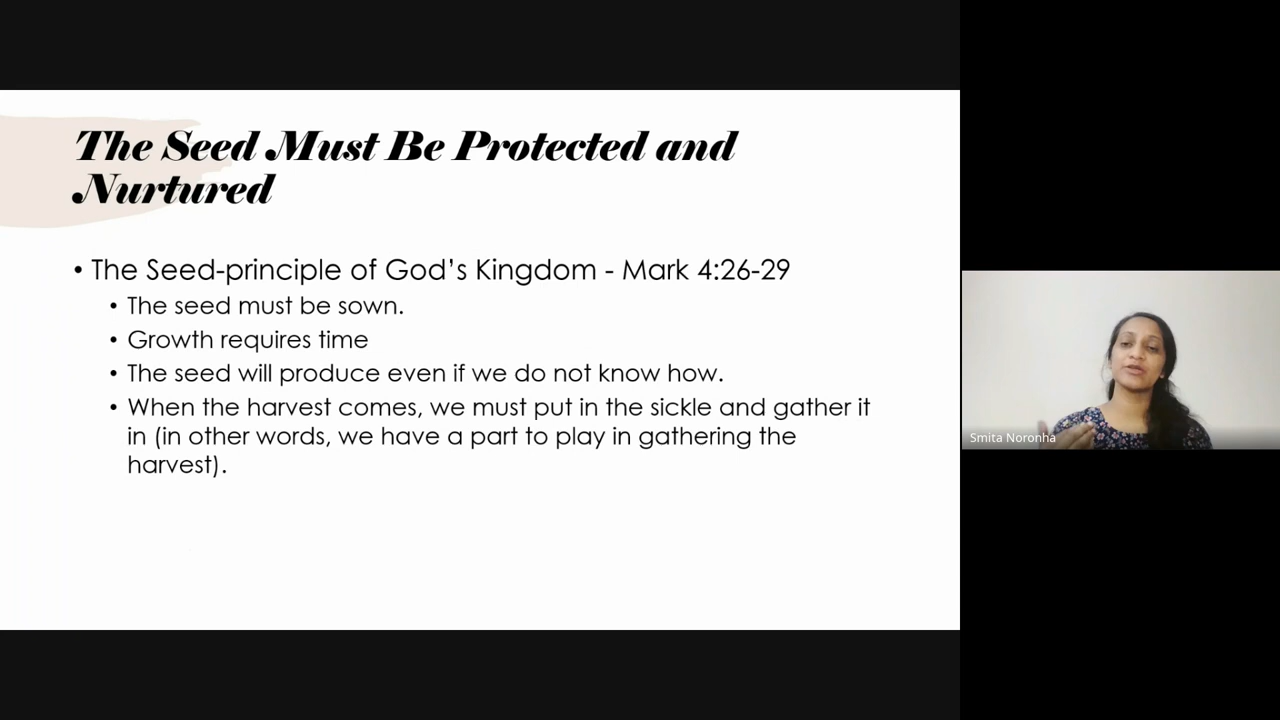 The Seed Must Be Protected and
Nurtured
• The Seed-principle of God’s Kingdom - Mark 4:26-29
• The seed must be sown.
• Growth requires time
• The seed will produce even if we do not know how.
• When the harvest comes, we must put in the sickle and gather it
in (in other words, we have a part to play in gathering the
harvest).
Smita Noronha